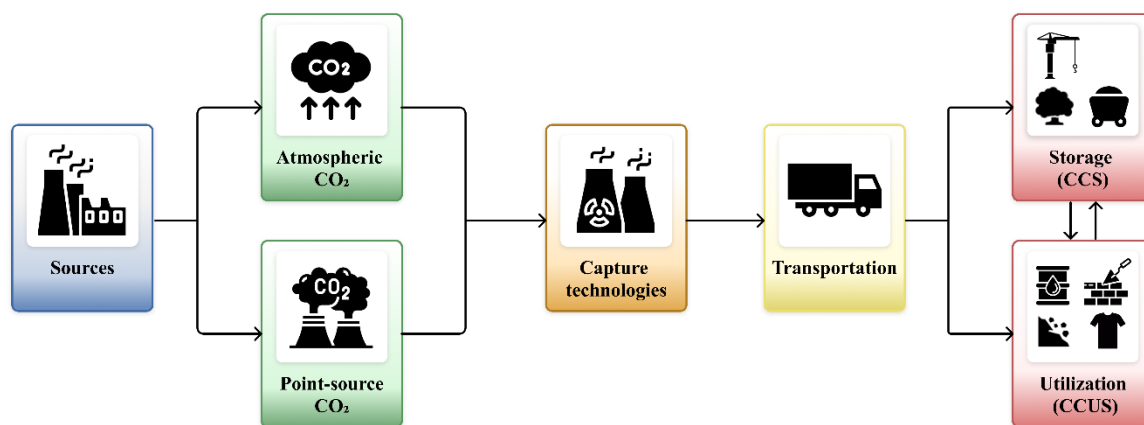 Sources
CO₂
Atmospheric
CO₂
CO₂
Point-source
CO₂
Capture
technologies
Transportation
Storage
(CCS)
Utilization
(CCUS)